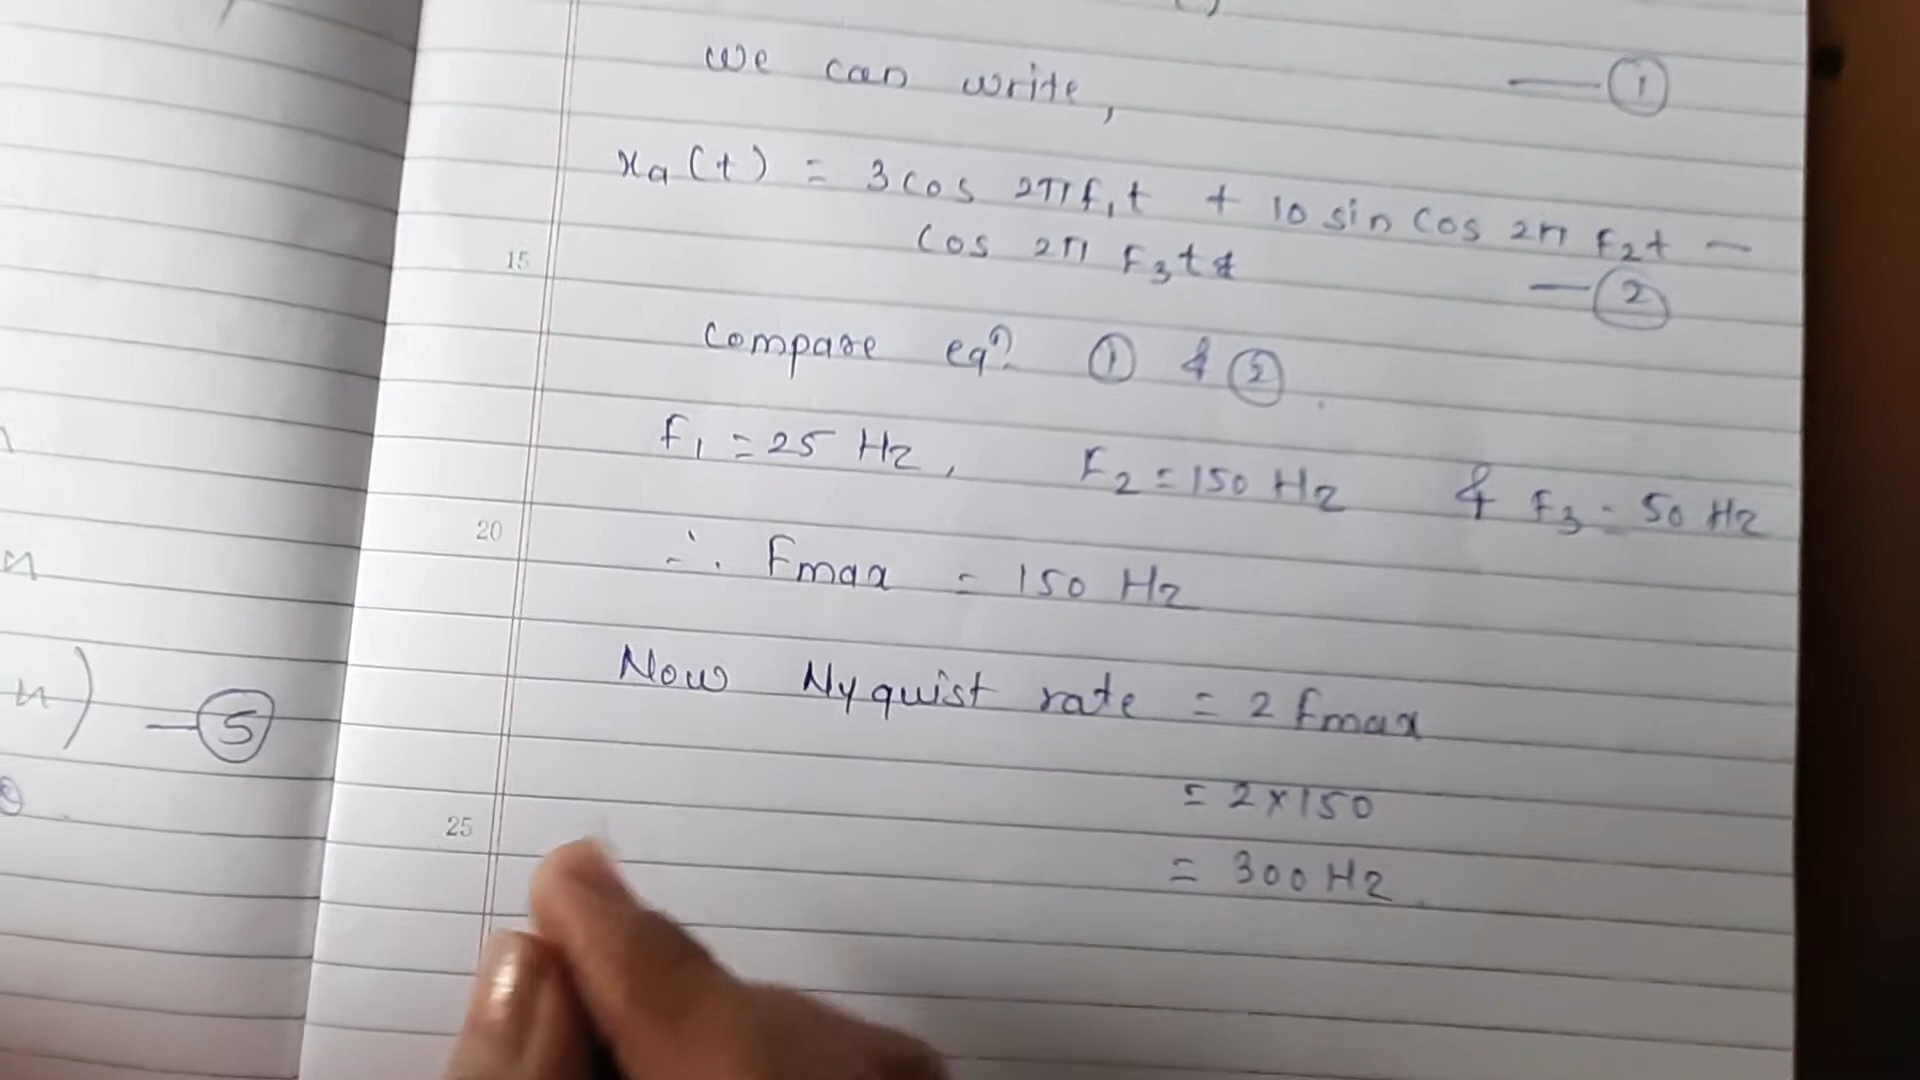 we can write, — ①
xa(t) = 3 cos 2πf₁t + 10 sin cos 2π F₂t –
15 cos 2π F₃t — ②
compare eqⁿ. ① & ②
f₁ = 25 Hz, F₂ = 150 Hz & F₃ = 50 Hz
20 ∴ Fmax = 150 Hz
Now Nyquist rate = 2 Fmax
= 2 × 150
25 = 300 Hz.
n) — ⑤